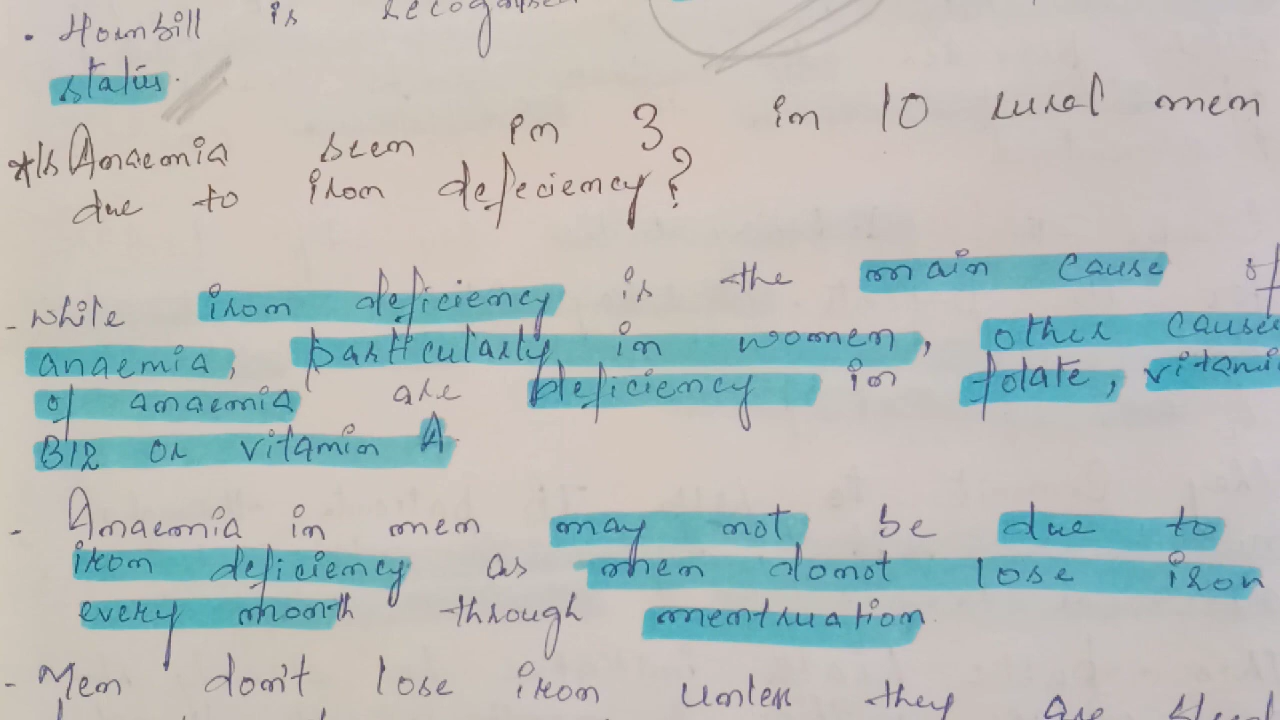 • Hornbill is recognised
status.
*Is Anaemia seen in 3 in 10 rural men
due to iron defeciency?
- While iron deficiency is the main cause of
anaemia, particularly in women, other causes
of anaemia are deficiency in folate, vitami
B12 or vitamin A.
- Anaemia in men may not be due to
iron deficiency as men donot lose iron
every month through mentruation.
- Men don't lose iron unless they are